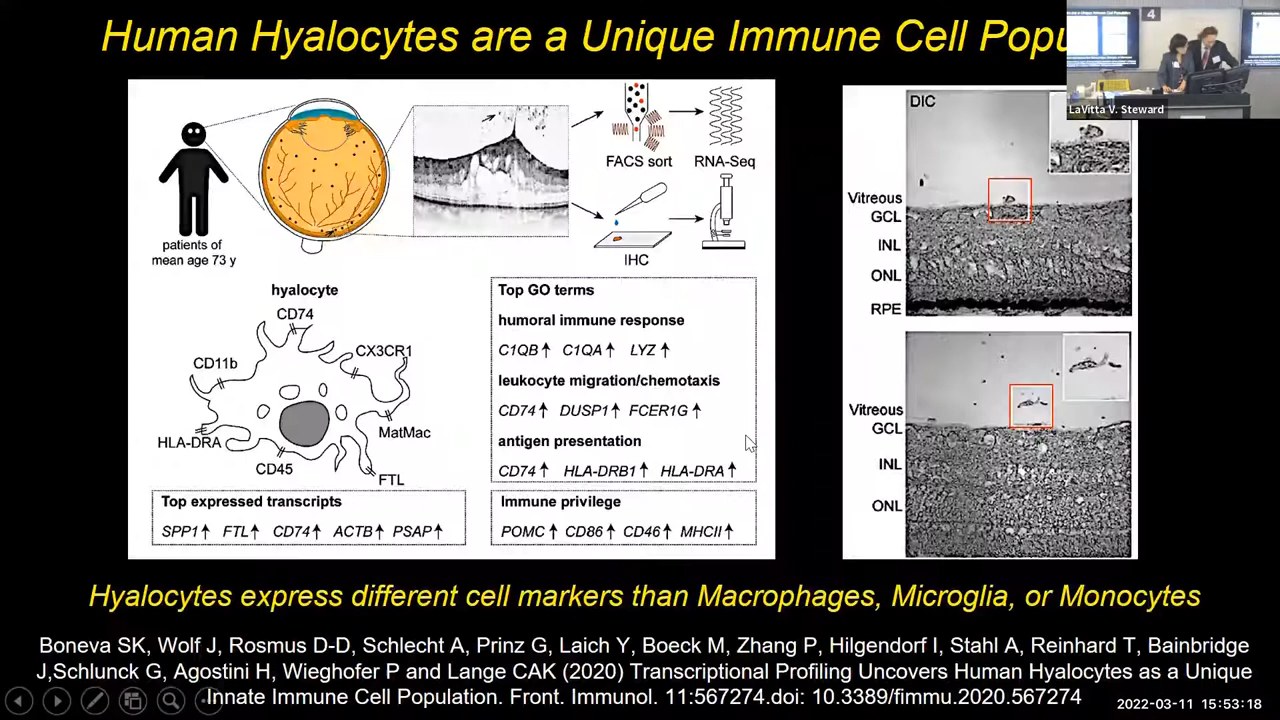 Human Hyalocytes are a Unique Immune Cell Popu
4
LaVitta V. Steward
patients of
mean age 73 y
FACS sort
RNA-Seq
IHC
hyalocyte
CD74
CX3CR1
CD11b
MatMac
HLA-DRA
CD45
FTL
Top GO terms
humoral immune response
C1QB↑ C1QA↑ LYZ↑
leukocyte migration/chemotaxis
CD74↑ DUSP1↑ FCER1G↑
antigen presentation
CD74↑ HLA-DRB1↑ HLA-DRA↑
Top expressed transcripts
SPP1↑ FTL↑ CD74↑ ACTB↑ PSAP↑
Immune privilege
POMC↑ CD86↑ CD46↑ MHCII↑
DIC
Vitreous
GCL
INL
ONL
RPE
Vitreous
GCL
INL
ONL
Hyalocytes express different cell markers than Macrophages, Microglia, or Monocytes
Boneva SK, Wolf J, Rosmus D-D, Schlecht A, Prinz G, Laich Y, Boeck M, Zhang P, Hilgendorf I, Stahl A, Reinhard T, Bainbridge
J,Schlunck G, Agostini H, Wieghofer P and Lange CAK (2020) Transcriptional Profiling Uncovers Human Hyalocytes as a Unique
Innate Immune Cell Population. Front. Immunol. 11:567274.doi: 10.3389/fimmu.2020.567274
2022-03-11 15:53:18